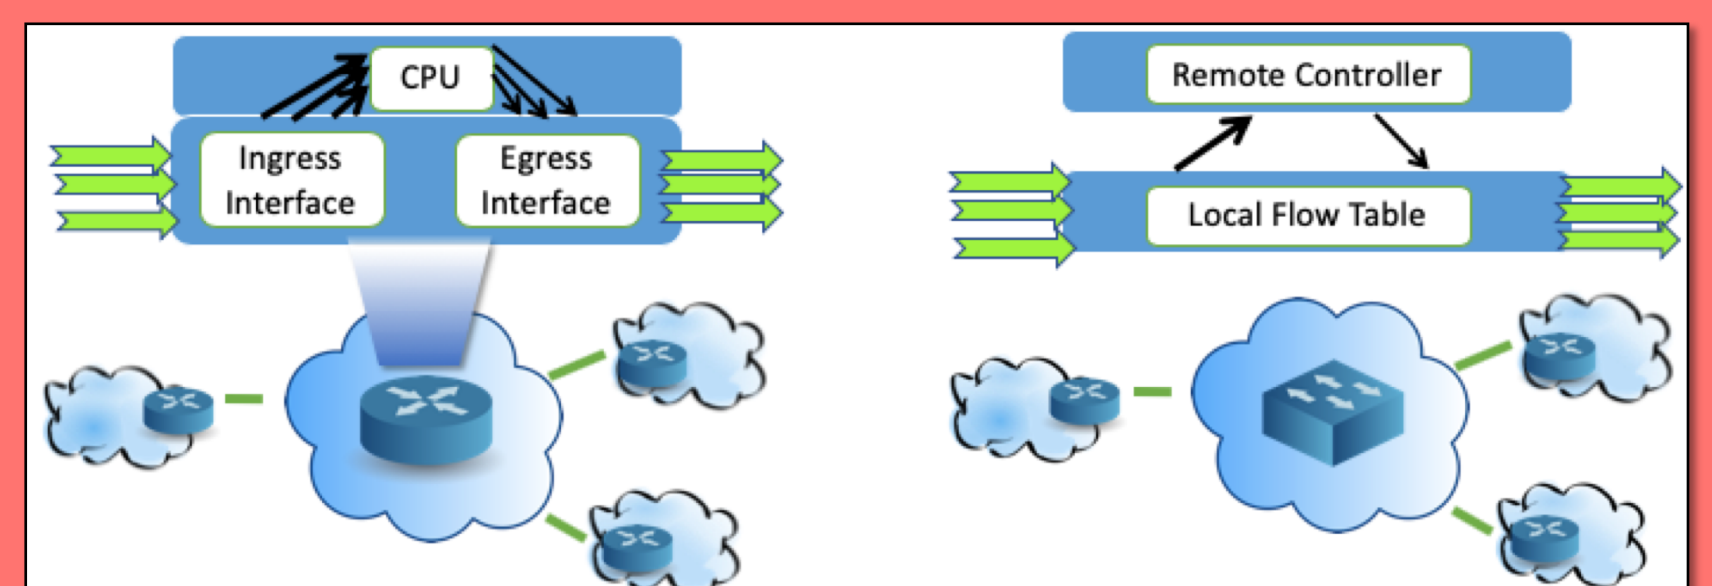 CPU
Ingress
Interface
Egress
Interface
Remote Controller
Local Flow Table